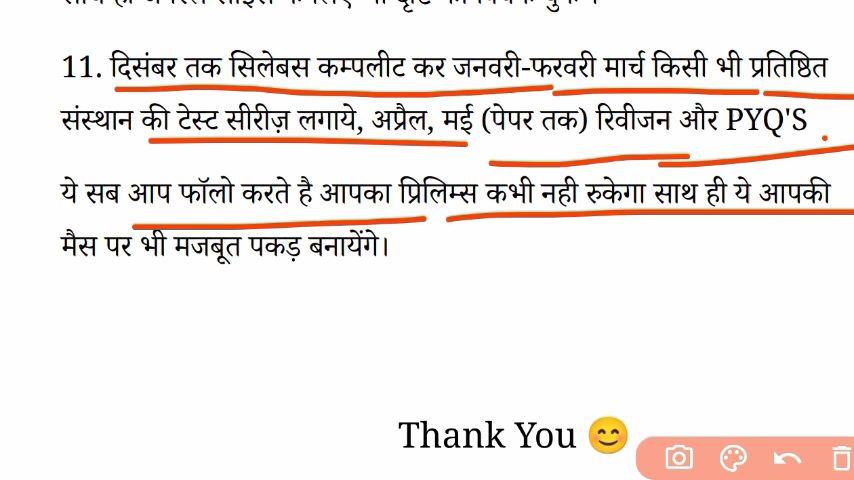 11. दिसंबर तक सिलेबस कम्पलीट कर जनवरी-फरवरी मार्च किसी भी प्रतिष्ठित
संस्थान की टेस्ट सीरीज़ लगाये, अप्रैल, मई (पेपर तक) रिवीजन और PYQ'S
ये सब आप फॉलो करते है आपका प्रिलिम्स कभी नही रुकेगा साथ ही ये आपकी
मैस पर भी मजबूत पकड़ बनायेंगे।
Thank You 😊